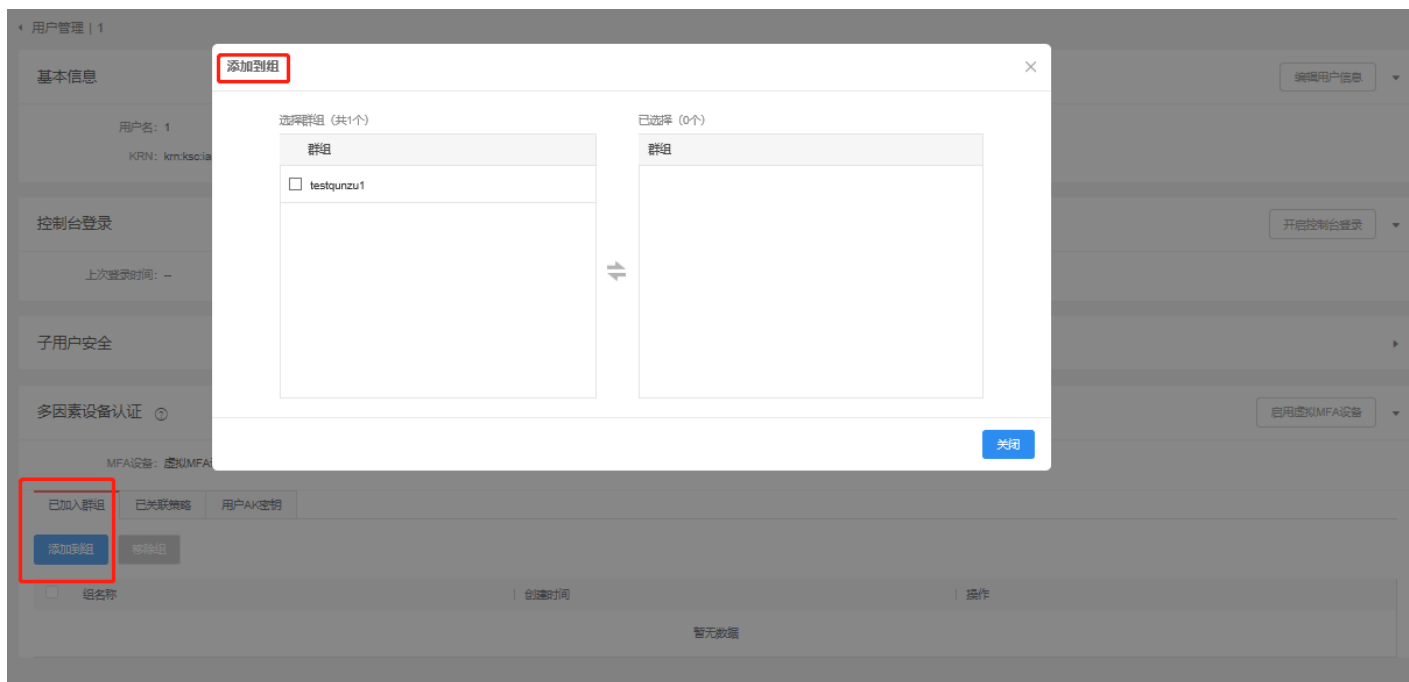 用户管理 | 1
基本信息
编辑用户信息
用户名: 1
KRN: krn:ksc:ia
控制台登录
开启控制台登录
上次登录时间: --
子用户安全
多因素设备认证
启用虚拟MFA设备
MFA设备: 虚拟MFA
添加到组
选择群组 (共1个)
已选择 (0个)
群组
群组
testqunzu1
关闭
已加入群组 已关联策略 用户AK密钥
添加到组 移除组
组名称 创建时间 操作
暂无数据